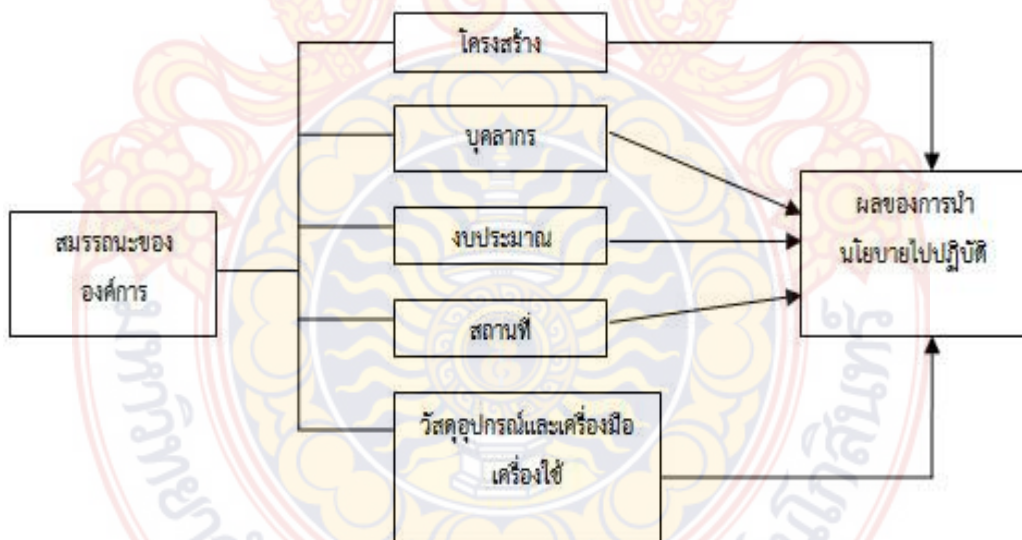 โครงสร้าง
บุคลากร
งบประมาณ
สถานที่
วัสดุอุปกรณ์และเครื่องมือ
เครื่องใช้
สมรรถนะของ
องค์การ
ผลของการนำ
นโยบายไปปฏิบัติ